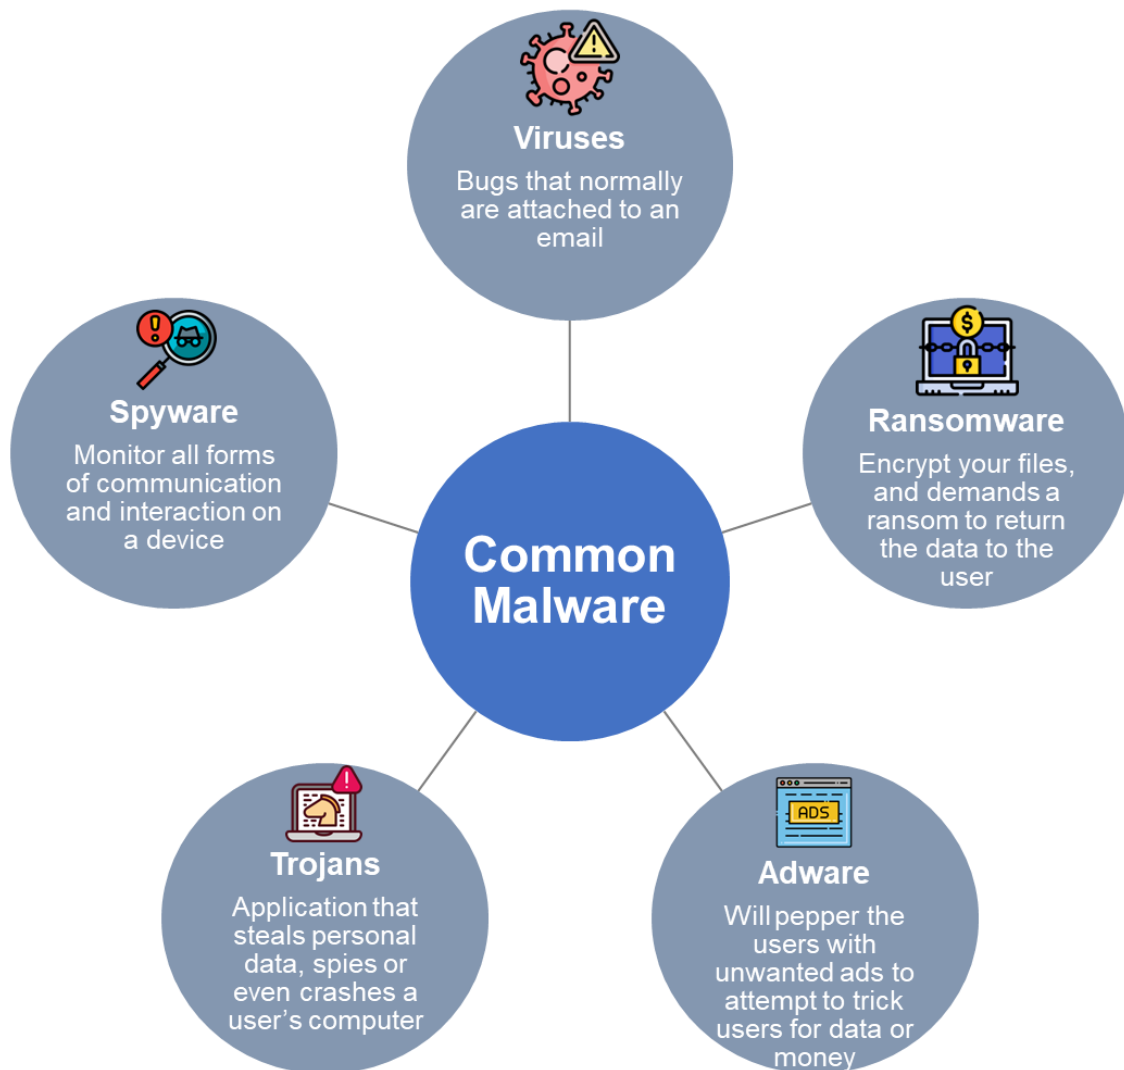 Viruses
Bugs that normally
are attached to an
email
Spyware
Monitor all forms
of communication
and interaction on
a device
$
Ransomware
Encrypt your files,
and demands a
ransom to return
the data to the
user
Common
Malware
Trojans
Application that
steals personal
data, spies or
even crashes a
user's computer
ADS
Adware
Will pepper the
users with
unwanted ads to
attempt to trick
users for data or
money